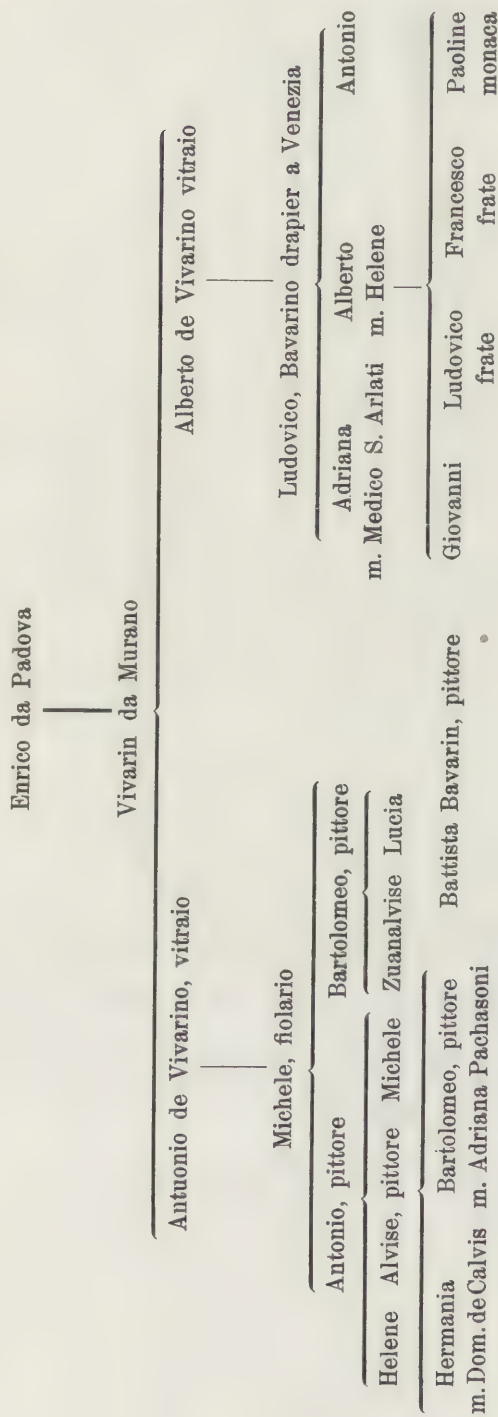 Enrico da Padova
Vivarin da Murano
Antuonio de Vivarino, vitraio
Alberto de Vivarino vitraio
Michele, fiolario
Ludovico, Bavarino drapier a Venezia
Antonio, pittore Bartolomeo, pittore
Adriana Alberto Antonio
m. Medico S. Arlati m. Helene
Helene Alvise, pittore Michele Zuanalvise Lucia
Hermania Bartolomeo, pittore Battista Bavarin, pittore
m. Dom. de Calvis m. Adriana Pachasoni
Giovanni Ludovico Francesco Paoline
frate frate monaca